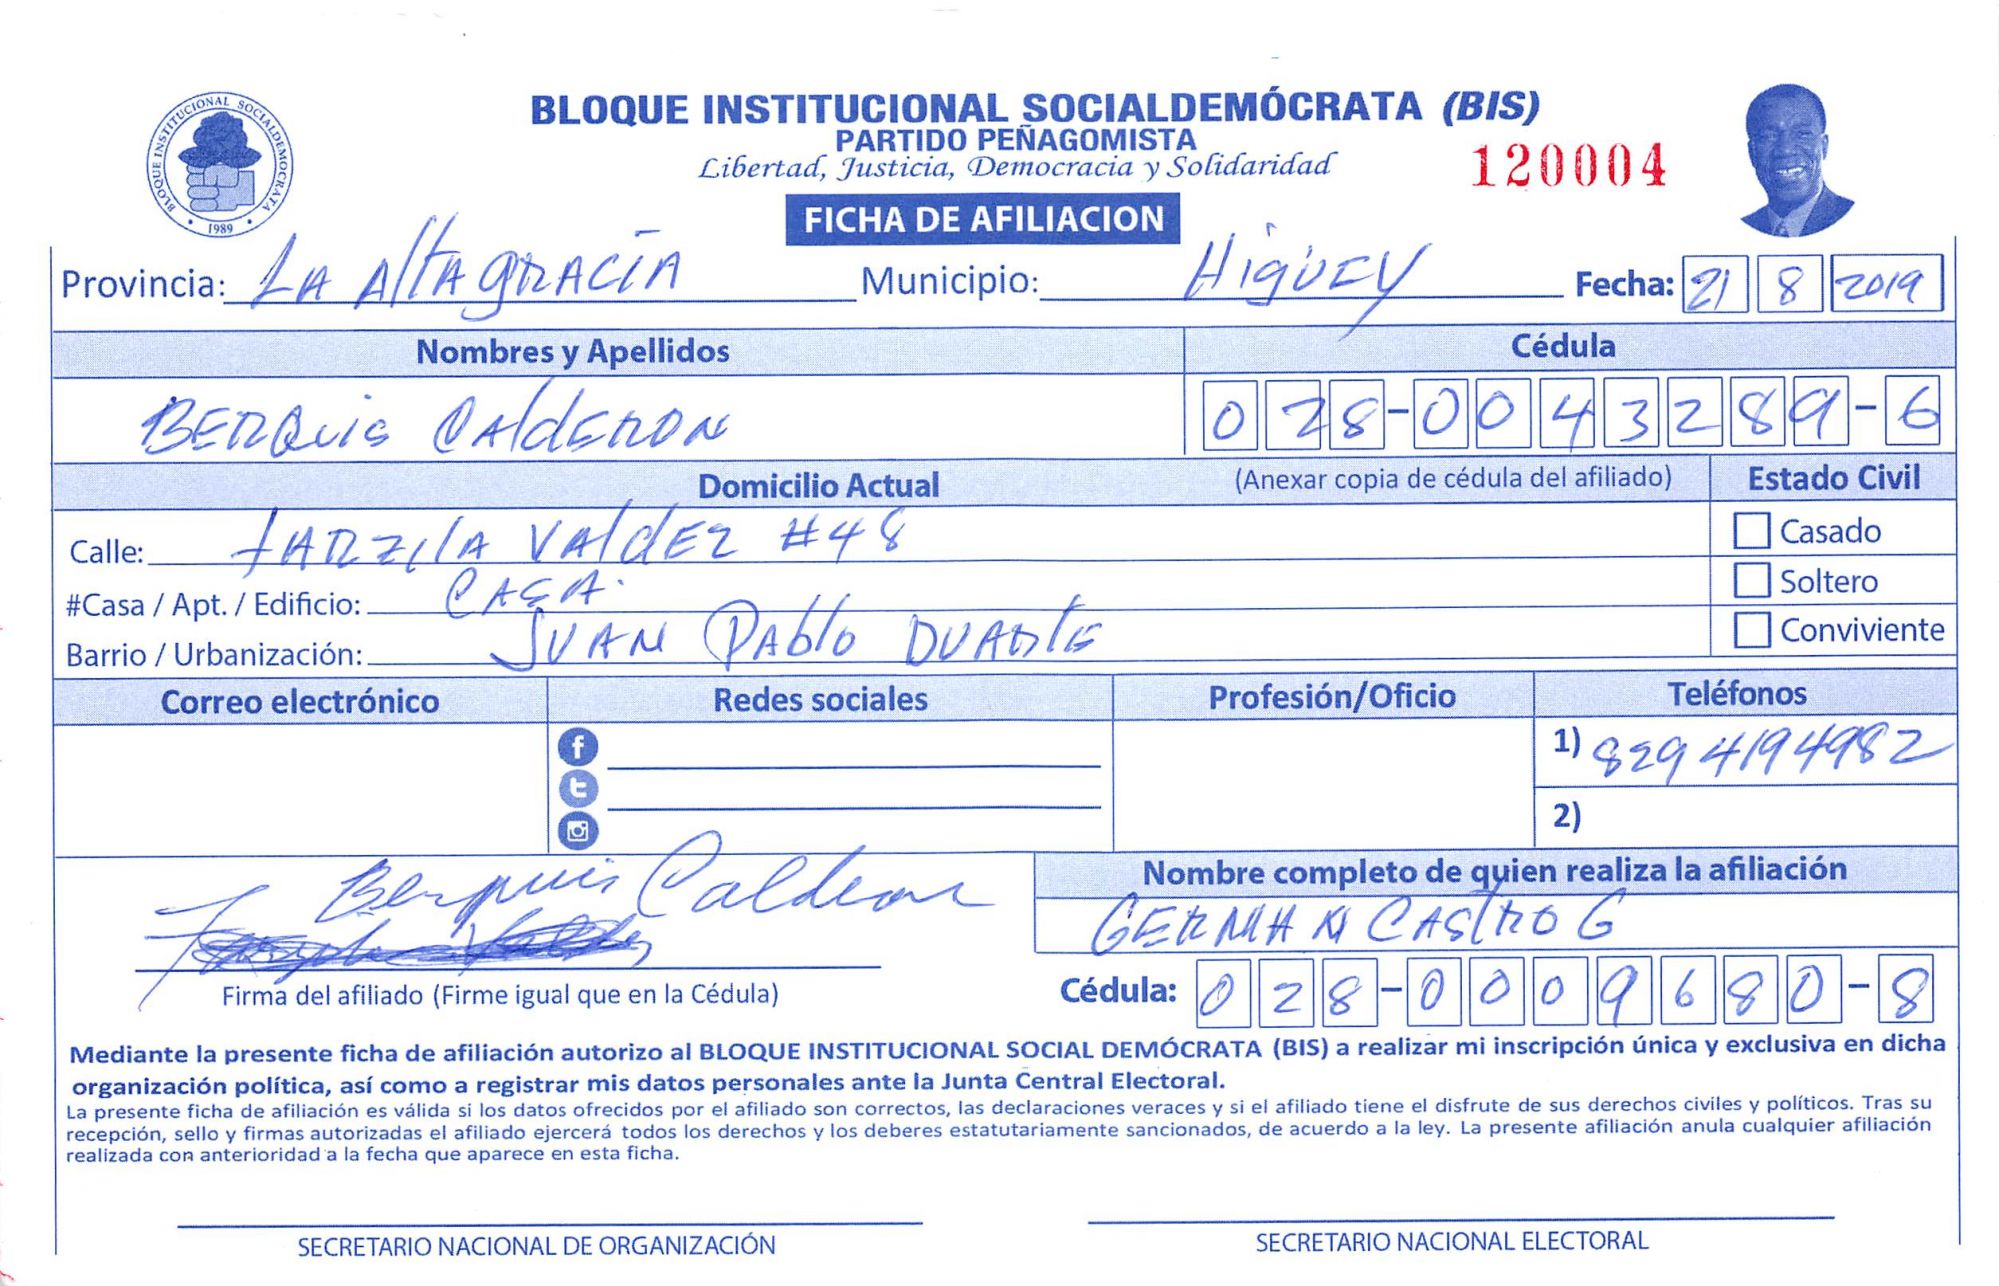 BLOQUE INSTITUCIONAL SOCIALDEMOCRATA
1989
BLOQUE INSTITUCIONAL SOCIALDEMÓCRATA (BIS)
PARTIDO PEÑAGOMISTA
Libertad, Justicia, Democracia y Solidaridad
120004
FICHA DE AFILIACION
Provincia: LA AltAgRACIA Municipio: HigUEY Fecha: 21 8 2019
Nombres y Apellidos Cédula
BERQuis CAldERON 028-0043289-6
Domicilio Actual (Anexar copia de cédula del afiliado) Estado Civil
Calle: tARZilA VAldEZ #48 Casado
#Casa / Apt. / Edificio: CASA. Soltero
Barrio / Urbanización: JUAN PAblo DUARtE Conviviente
Correo electrónico Redes sociales Profesión/Oficio Teléfonos
1) 8294194982
2)
Berquis Calderon
Nombre completo de quien realiza la afiliación
GERMAN CAStRO G
Firma del afiliado (Firme igual que en la Cédula) Cédula: 028-0009680-8
Mediante la presente ficha de afiliación autorizo al BLOQUE INSTITUCIONAL SOCIAL DEMÓCRATA (BIS) a realizar mi inscripción única y exclusiva en dicha
organización política, así como a registrar mis datos personales ante la Junta Central Electoral.
La presente ficha de afiliación es válida si los datos ofrecidos por el afiliado son correctos, las declaraciones veraces y si el afiliado tiene el disfrute de sus derechos civiles y políticos. Tras su
recepción, sello y firmas autorizadas el afiliado ejercerá todos los derechos y los deberes estatutariamente sancionados, de acuerdo a la ley. La presente afiliación anula cualquier afiliación
realizada con anterioridad a la fecha que aparece en esta ficha.
SECRETARIO NACIONAL DE ORGANIZACIÓN SECRETARIO NACIONAL ELECTORAL